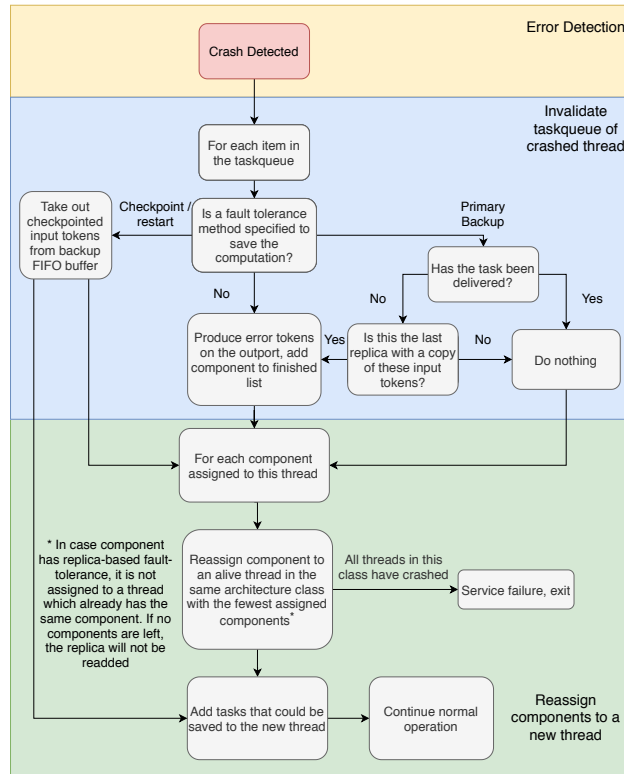 Error Detection
Crash Detected
Invalidate
taskqueue of
crashed thread
For each item in
the taskqueue
Take out
checkpointed
input tokens
from backup
FIFO buffer
Checkpoint /
restart
Is a fault tolerance
method specified to
save the
computation?
Primary
Backup
Has the task been
delivered?
No
No
Yes
Produce error tokens
on the outport, add
component to finished
list
Yes
Is this the last
replica with a copy
of these input
tokens?
No
Do nothing
For each component
assigned to this thread
* In case component
has replica-based fault-
tolerance, it is not
assigned to a thread
which already has the
same component. If no
components are left,
the replica will not be
readded
Reassign component to
an alive thread in the
same architecture class
with the fewest assigned
components*
All threads in this
class have crashed
Service failure, exit
Add tasks that could be
saved to the new thread
Continue normal
operation
Reassign
components to a
new thread